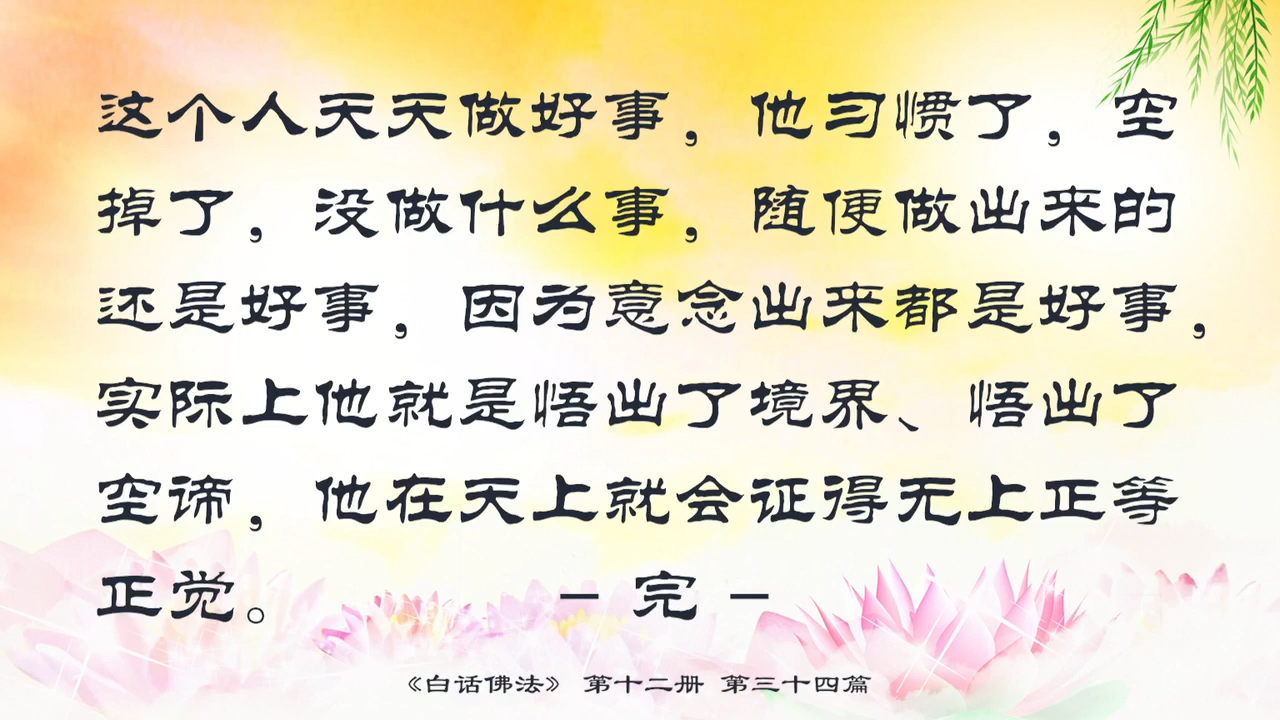 这个人天天做好事，他习惯了，空
掉了，没做什么事，随便做出来的
还是好事，因为意念出来都是好事，
实际上他就是悟出了境界、悟出了
空谛，他在天上就会证得无上正等
正觉。 － 完 －
《白话佛法》 第十二册 第三十四篇